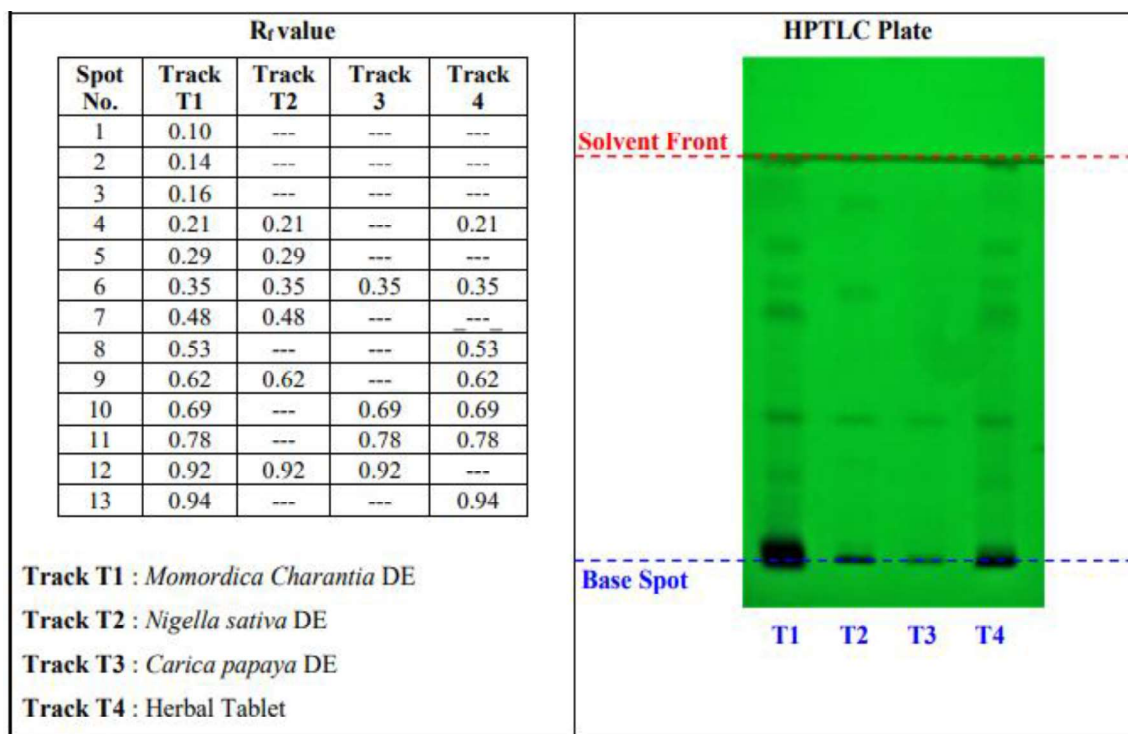 Rf value
Spot No. Track T1 Track T2 Track 3 Track 4
1 0.10 --- --- ---
2 0.14 --- --- ---
3 0.16 --- --- ---
4 0.21 0.21 --- 0.21
5 0.29 0.29 --- ---
6 0.35 0.35 0.35 0.35
7 0.48 0.48 --- _---_
8 0.53 --- --- 0.53
9 0.62 0.62 --- 0.62
10 0.69 --- 0.69 0.69
11 0.78 --- 0.78 0.78
12 0.92 0.92 0.92 ---
13 0.94 --- --- 0.94
Track T1 : Momordica Charantia DE
Track T2 : Nigella sativa DE
Track T3 : Carica papaya DE
Track T4 : Herbal Tablet
HPTLC Plate
Solvent Front
Base Spot
T1 T2 T3 T4